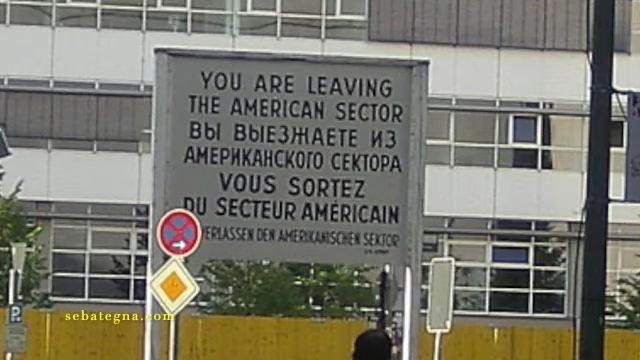 YOU ARE LEAVING
THE AMERICAN SECTOR
ВЫ ВЫЕЗЖАЕТЕ ИЗ
АМЕРИКАНСКОГО СЕКТОРА
VOUS SORTEZ
DU SECTEUR AMÉRICAIN
VERLASSEN DEN AMERIKANISCHEN SEKTOR
sebategna.com
P